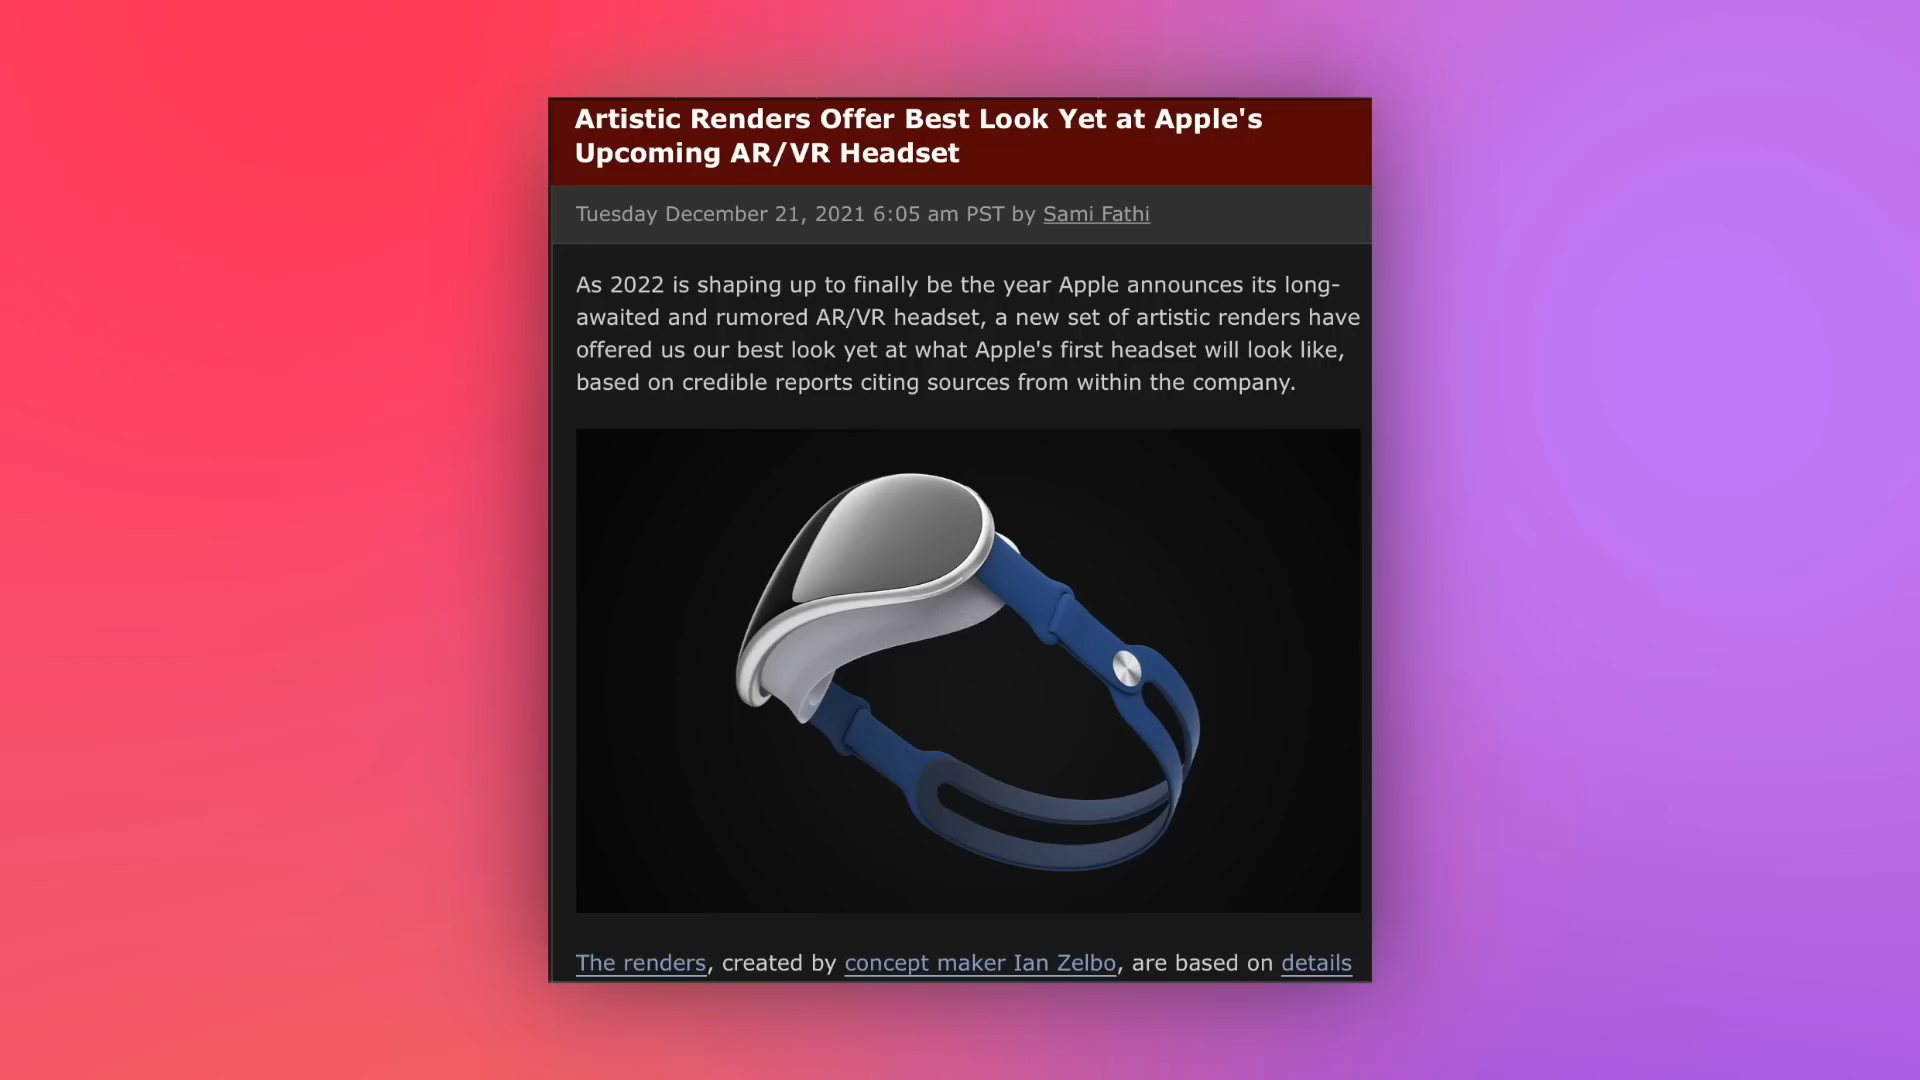 Artistic Renders Offer Best Look Yet at Apple's
Upcoming AR/VR Headset
Tuesday December 21, 2021 6:05 am PST by Sami Fathi
As 2022 is shaping up to finally be the year Apple announces its long-
awaited and rumored AR/VR headset, a new set of artistic renders have
offered us our best look yet at what Apple's first headset will look like,
based on credible reports citing sources from within the company.
The renders, created by concept maker Ian Zelbo, are based on details